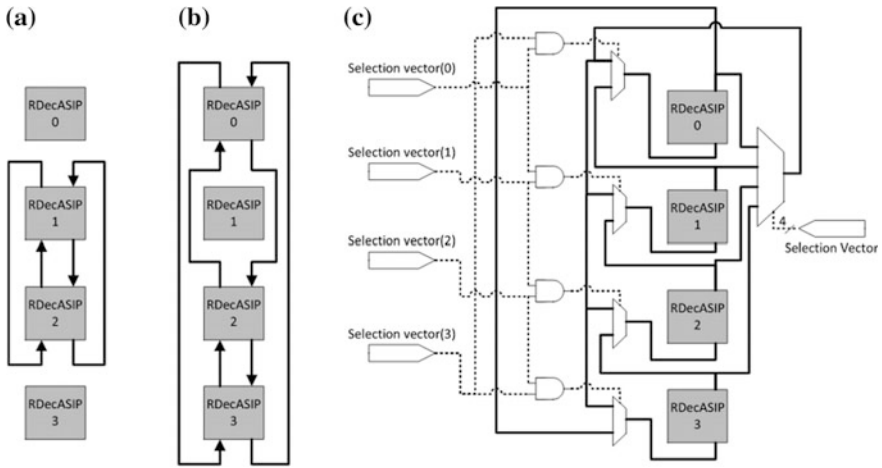 (a)
(b)
(c)
RDecASIP
0
RDecASIP
1
RDecASIP
2
RDecASIP
3
RDecASIP
0
RDecASIP
1
RDecASIP
2
RDecASIP
3
Selection vector(0)
Selection vector(1)
Selection vector(2)
Selection vector(3)
RDecASIP
0
RDecASIP
1
RDecASIP
2
RDecASIP
3
4
Selection Vector